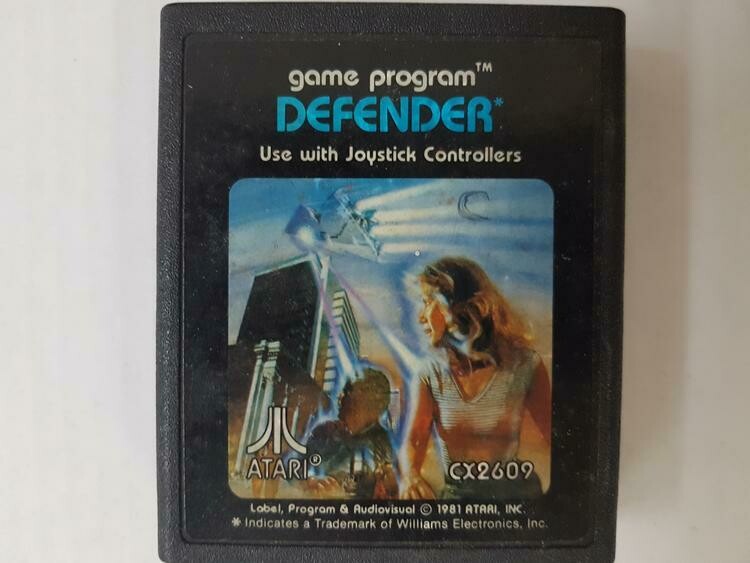 game program™
DEFENDER*
Use with Joystick Controllers
ATARI®
CX2609
Label, Program & Audiovisual © 1981 ATARI, INC.
* Indicates a Trademark of Williams Electronics, Inc.